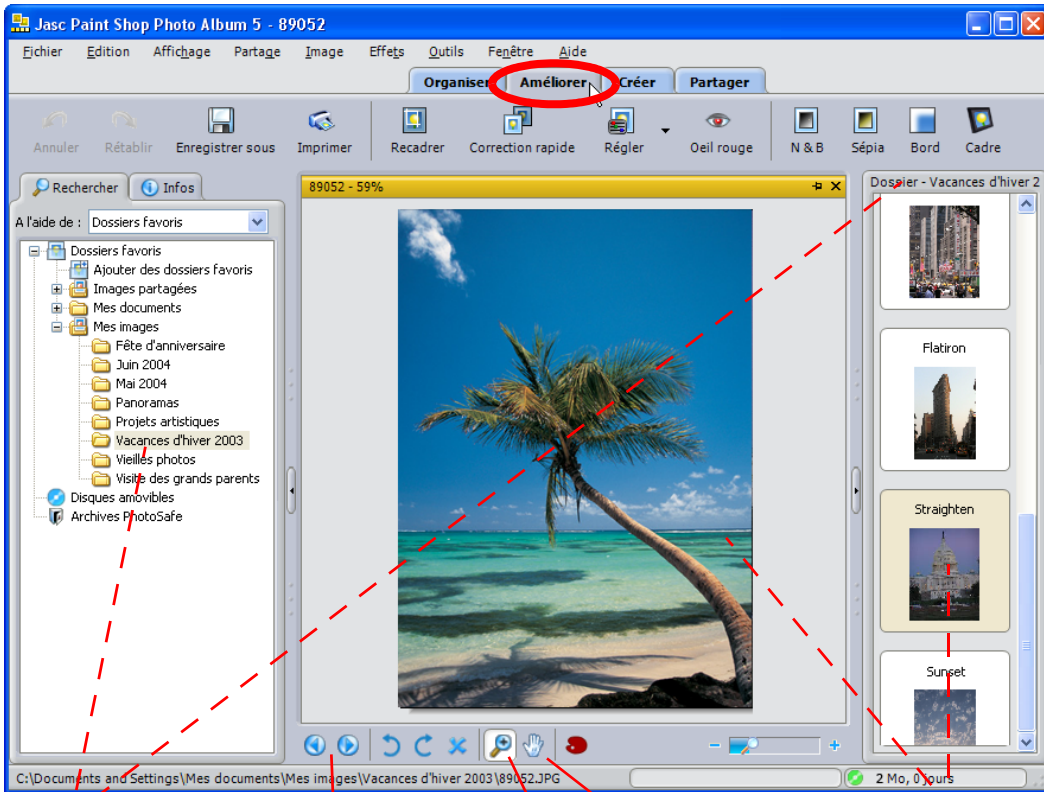 Jasc Paint Shop Photo Album 5 - 89052
Fichier Edition Affichage Partage Image Effets Outils Fenêtre Aide
Organiser Améliorer Créer Partager
Annuler Rétablir Enregistrer sous Imprimer Recadrer Correction rapide Régler Oeil rouge N & B Sépia Bord Cadre
Rechercher Infos
A l'aide de : Dossiers favoris
Dossiers favoris
Ajouter des dossiers favoris
Images partagées
Mes documents
Mes images
Fête d'anniversaire
Juin 2004
Mai 2004
Panoramas
Projets artistiques
Vacances d'hiver 2003
Vieilles photos
Visite des grands parents
Disques amovibles
Archives PhotoSafe
89052 - 59%
Dossier - Vacances d'hiver 2
Flatiron
Straighten
Sunset
C:\Documents and Settings\Mes documents\Mes images\Vacances d'hiver 2003\89052.JPG
2 Mo, 0 jours